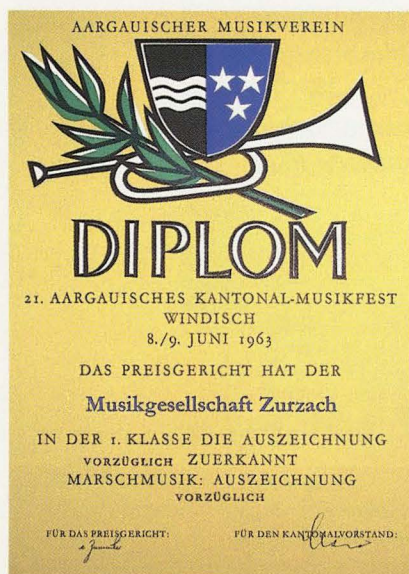 AARGAUISCHER MUSIKVEREIN
DIPLOM
21. AARGAUISCHES KANTONAL-MUSIKFEST
WINDISCH
8./9. JUNI 1963
DAS PREISGERICHT HAT DER
Musikgesellschaft Zurzach
IN DER 1. KLASSE DIE AUSZEICHNUNG
VORZÜGLICH ZUERKANNT
MARSCHMUSIK: AUSZEICHNUNG
VORZÜGLICH
FÜR DAS PREISGERICHT: FÜR DEN KANTONALVORSTAND: